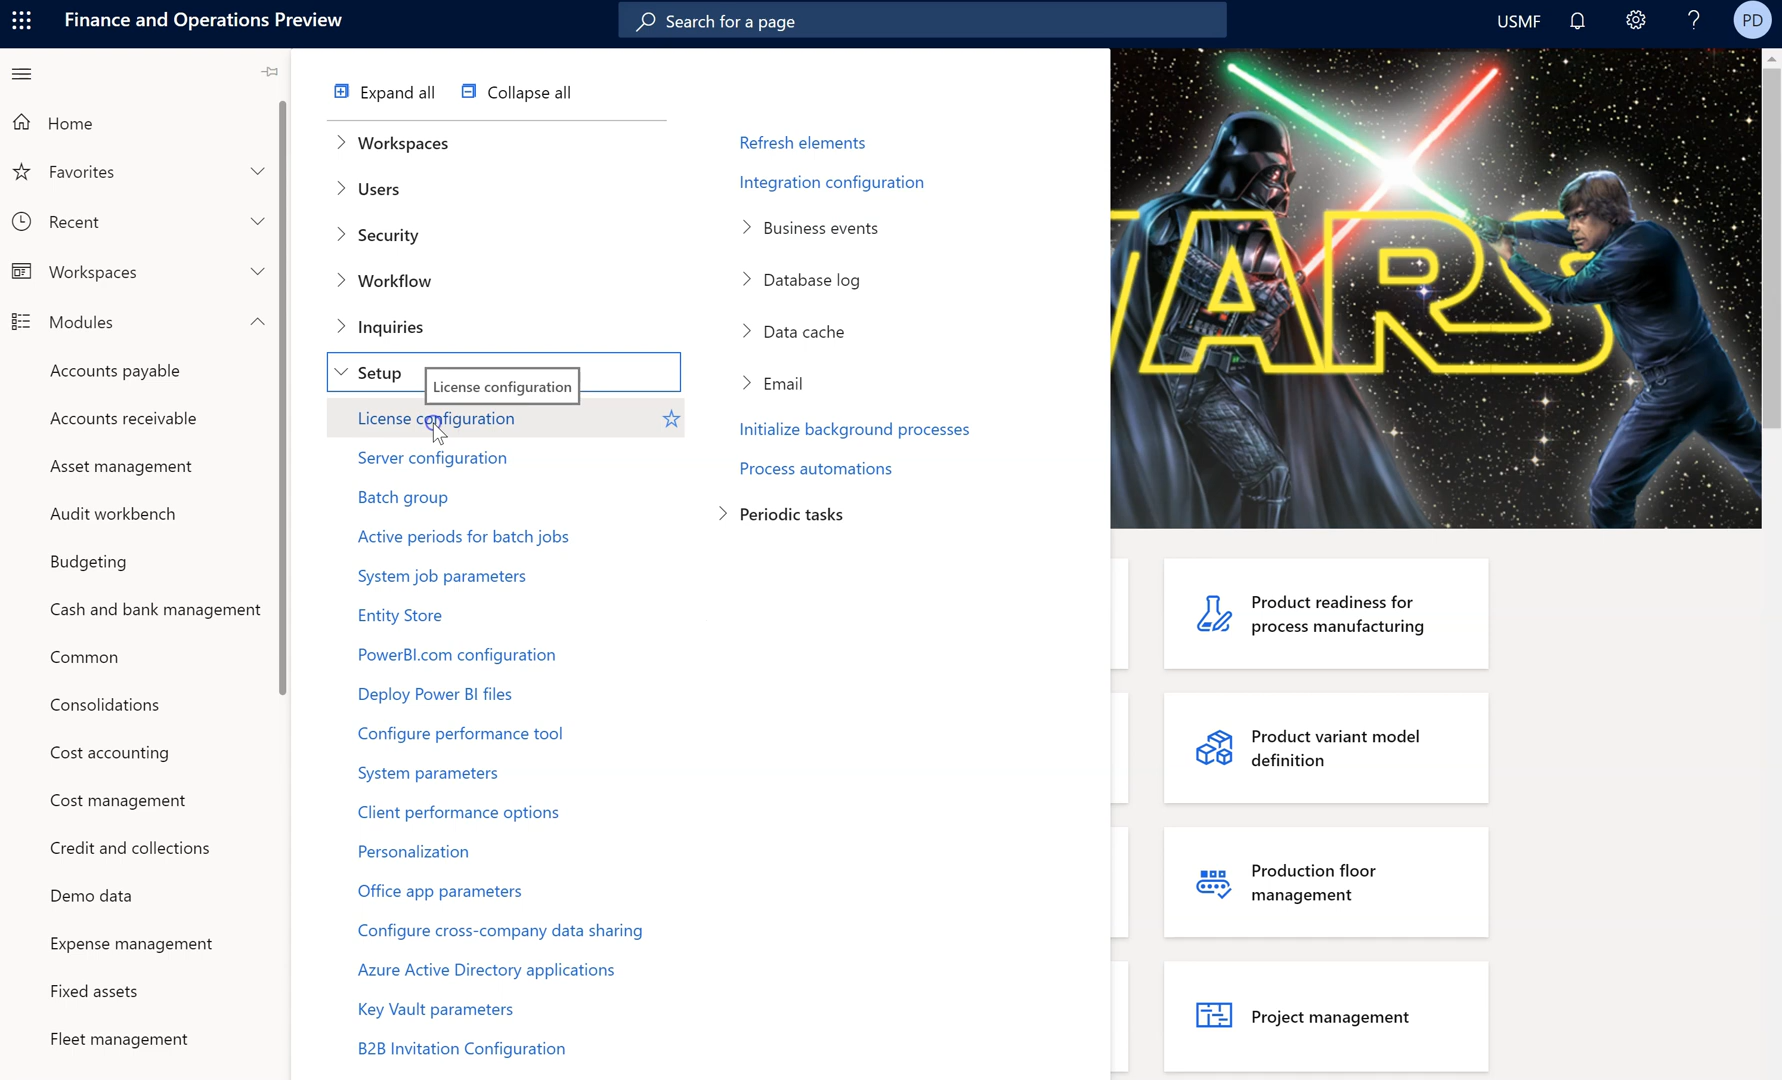 Finance and Operations Preview
Search for a page
USMF
PD
Home
Favorites
Recent
Workspaces
Modules
Accounts payable
Accounts receivable
Asset management
Audit workbench
Budgeting
Cash and bank management
Common
Consolidations
Cost accounting
Cost management
Credit and collections
Demo data
Expense management
Fixed assets
Fleet management
Expand all
Collapse all
Workspaces
Users
Security
Workflow
Inquiries
Setup
License configuration
License configuration
Server configuration
Batch group
Active periods for batch jobs
System job parameters
Entity Store
PowerBI.com configuration
Deploy Power BI files
Configure performance tool
System parameters
Client performance options
Personalization
Office app parameters
Configure cross-company data sharing
Azure Active Directory applications
Key Vault parameters
B2B Invitation Configuration
Refresh elements
Integration configuration
Business events
Database log
Data cache
Email
Initialize background processes
Process automations
Periodic tasks
WARS
Product readiness for
process manufacturing
Product variant model
definition
Production floor
management
Project management